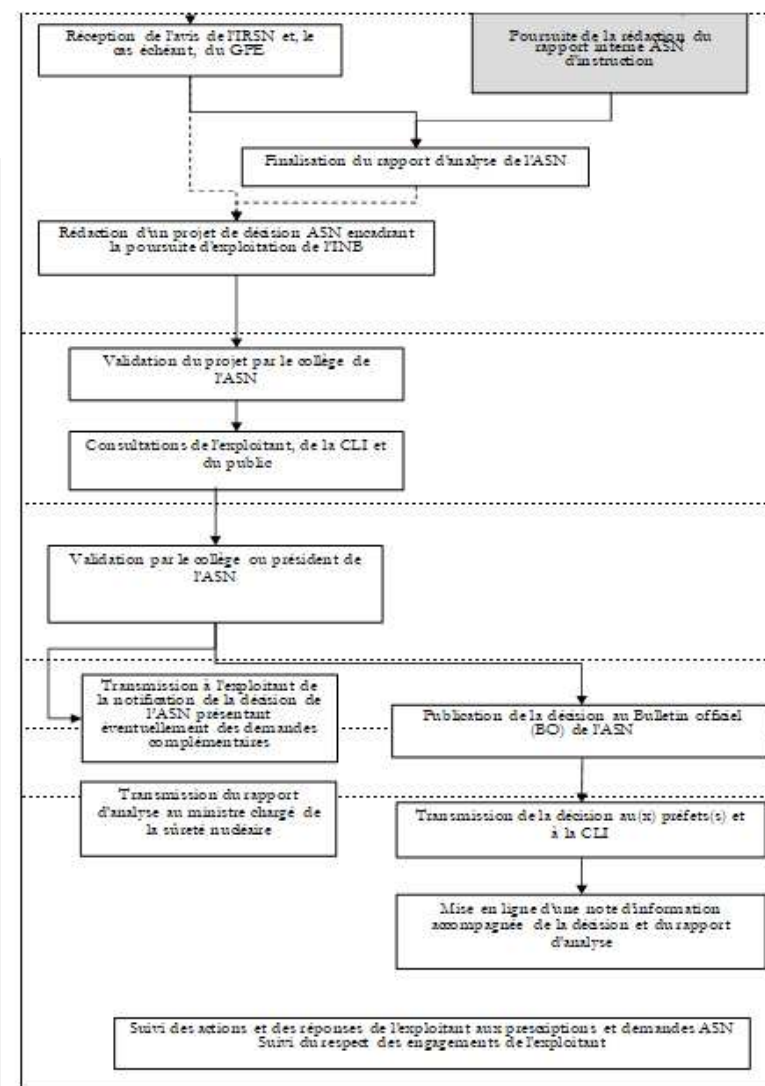 Réception de l'avis de l'IRSN et, le
cas échéant, du GPE
Poursuite de la rédaction du
rapport interne ASN
d'instruction
Finalisation du rapport d'analyse de l'ASN
Rédaction d'un projet de décision ASN encadrant
la poursuite d'exploitation de l'INB
Validation du projet par le collège de
l'ASN
Consultations de l'exploitant, de la CLI et
du public
Validation par le collège ou président de
l'ASN
Transmission à l'exploitant de
la notification de la décision de
l'ASN présentant
éventuellement des demandes
complémentaires
Publication de la décision au Bulletin officiel
(BO) de l'ASN
Transmission du rapport
d'analyse au ministre chargé de
la sûreté nucléaire
Transmission de la décision au(x) préfets(s) et
à la CLI
Mise en ligne d'une note d'information
accompagnée de la décision et du rapport
d'analyse
Suivi des actions et des réponses de l'exploitant aux prescriptions et demandes ASN
Suivi du respect des engagements de l'exploitant